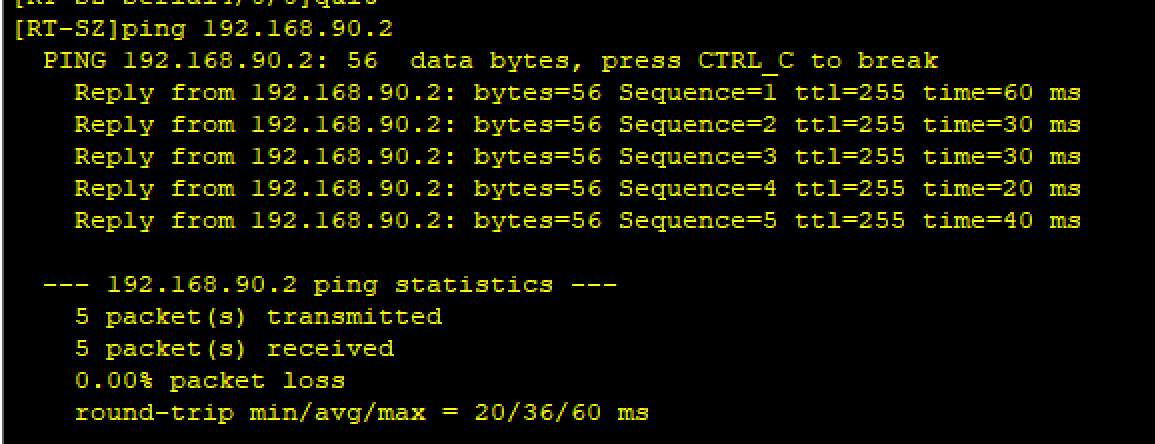 [RT-SZ-Serial4/0/0]quit
[RT-SZ]ping 192.168.90.2
  PING 192.168.90.2: 56  data bytes, press CTRL_C to break
    Reply from 192.168.90.2: bytes=56 Sequence=1 ttl=255 time=60 ms
    Reply from 192.168.90.2: bytes=56 Sequence=2 ttl=255 time=30 ms
    Reply from 192.168.90.2: bytes=56 Sequence=3 ttl=255 time=30 ms
    Reply from 192.168.90.2: bytes=56 Sequence=4 ttl=255 time=20 ms
    Reply from 192.168.90.2: bytes=56 Sequence=5 ttl=255 time=40 ms
  --- 192.168.90.2 ping statistics ---
    5 packet(s) transmitted
    5 packet(s) received
    0.00% packet loss
    round-trip min/avg/max = 20/36/60 ms